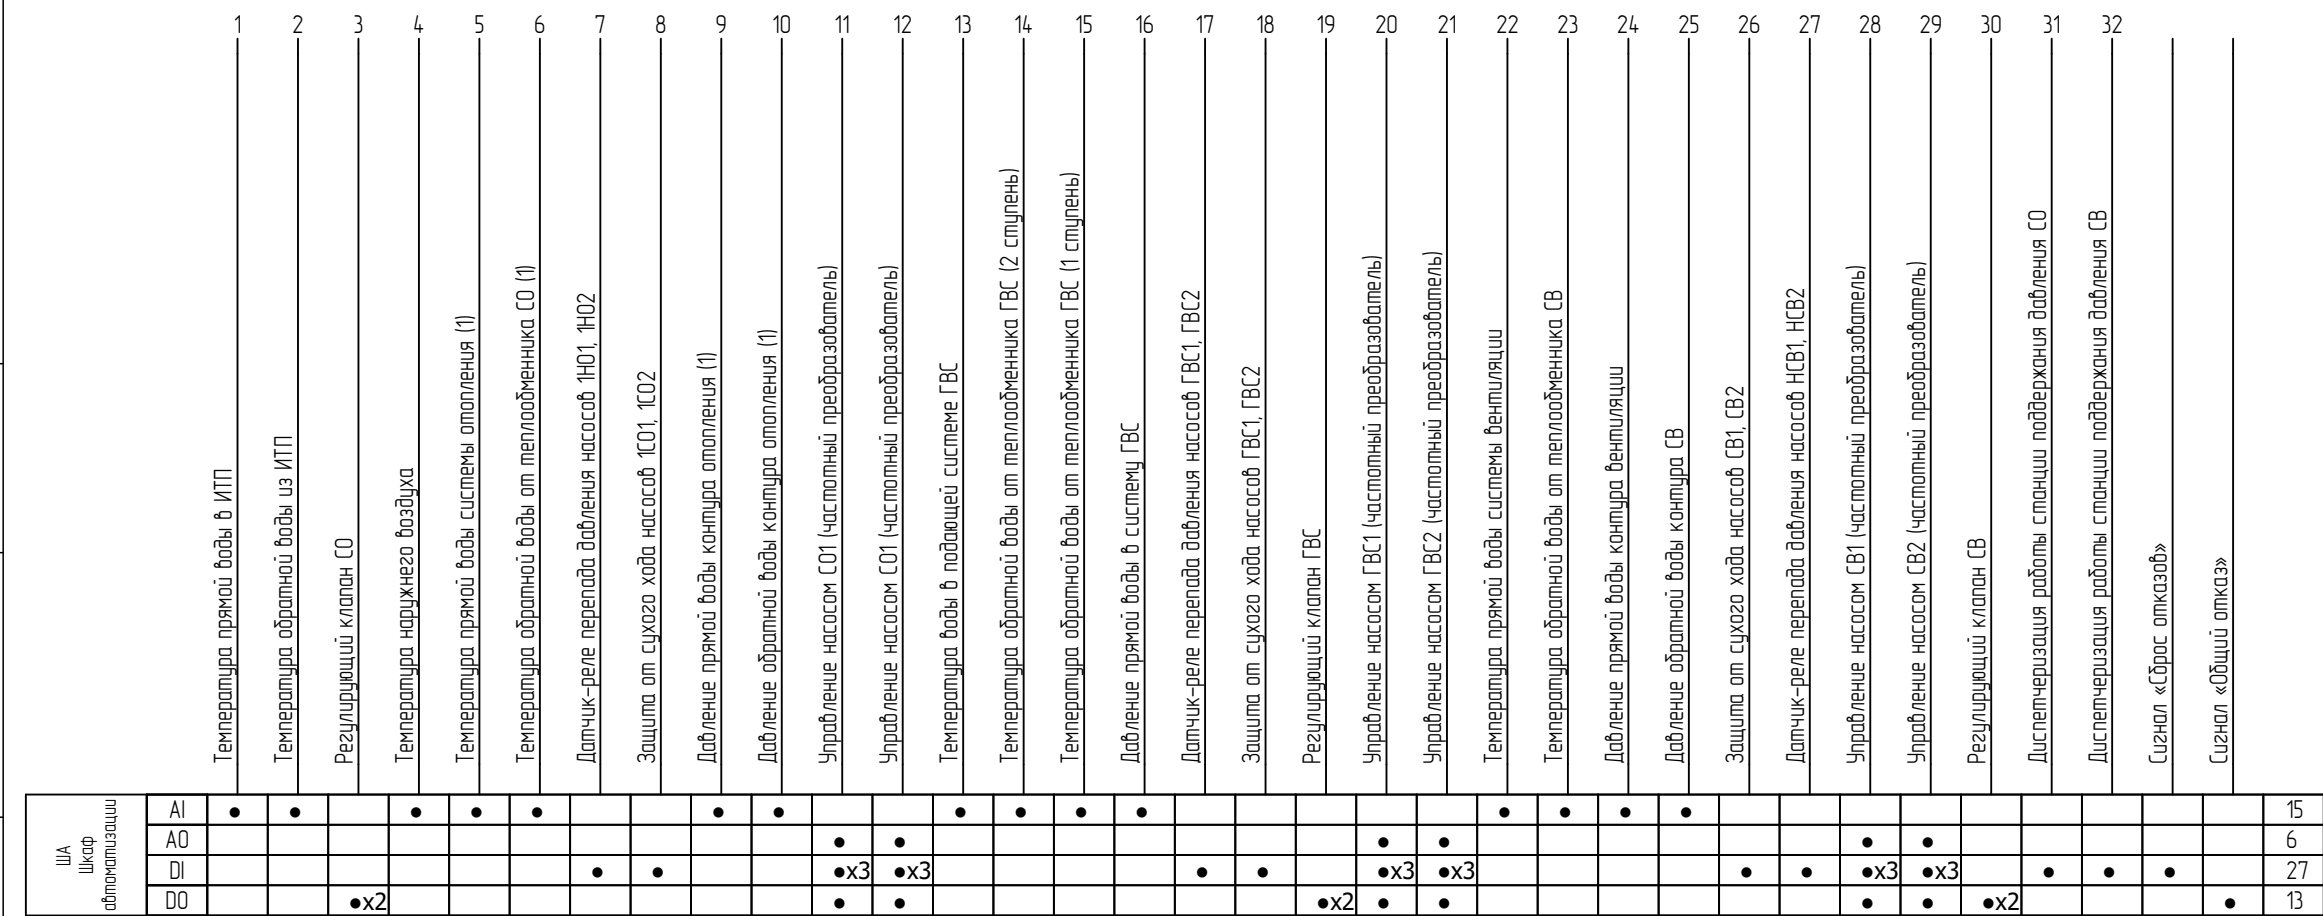 1 2 3 4 5 6 7 8 9 10 11 12 13 14 15 16 17 18 19 20 21 22 23 24 25 26 27 28 29 30 31 32
Температура прямой воды в ИТП
Температура обратной воды из ИТП
Регулирующий клапан СО
Температура наружнего воздуха
Температура прямой воды системы отопления (1)
Температура обратной воды от теплообменника СО (1)
Датчик-реле перепада давления насосов 1НО1, 1НО2
Защита от сухого хода насосов 1СО1, 1СО2
Давление прямой воды контура отопления (1)
Давление обратной воды контура отопления (1)
Управление насосом СО1 (частотный преобразователь)
Управление насосом СО1 (частотный преобразователь)
Температура воды в подающей системе ГВС
Температура обратной воды от теплообменника ГВС (2 ступень)
Температура обратной воды от теплообменника ГВС (1 ступень)
Давление прямой воды в систему ГВС
Датчик-реле перепада давления насосов ГВС1, ГВС2
Защита от сухого хода насосов ГВС1, ГВС2
Регулирующий клапан ГВС
Управление насосом ГВС1 (частотный преобразователь)
Управление насосом ГВС2 (частотный преобразователь)
Температура прямой воды системы вентиляции
Температура обратной воды от теплообменника СВ
Давление прямой воды контура вентиляции
Давление обратной воды контура СВ
Защита от сухого хода насосов СВ1, СВ2
Датчик-реле перепада давления насосов НСВ1, НСВ2
Управление насосом СВ1 (частотный преобразователь)
Управление насосом СВ2 (частотный преобразователь)
Регулирующий клапан СВ
Диспетчеризация работы станции поддержания давления СО
Диспетчеризация работы станции поддержания давления СВ
Сигнал «Сброс отказов»
Сигнал «Общий отказ»
ША
Шкаф
автоматизации
AI ● ● ● ● ● ● ● ● ● ● ● ● ● ● ● 15
AO ● ● ● ● ● ● 6
DI ● ● ●x3 ●x3 ● ● ●x3 ●x3 ● ● ●x3 ●x3 ● ● ● 27
DO ●x2 ● ● ●x2 ● ● ● ● ●x2 ● 13